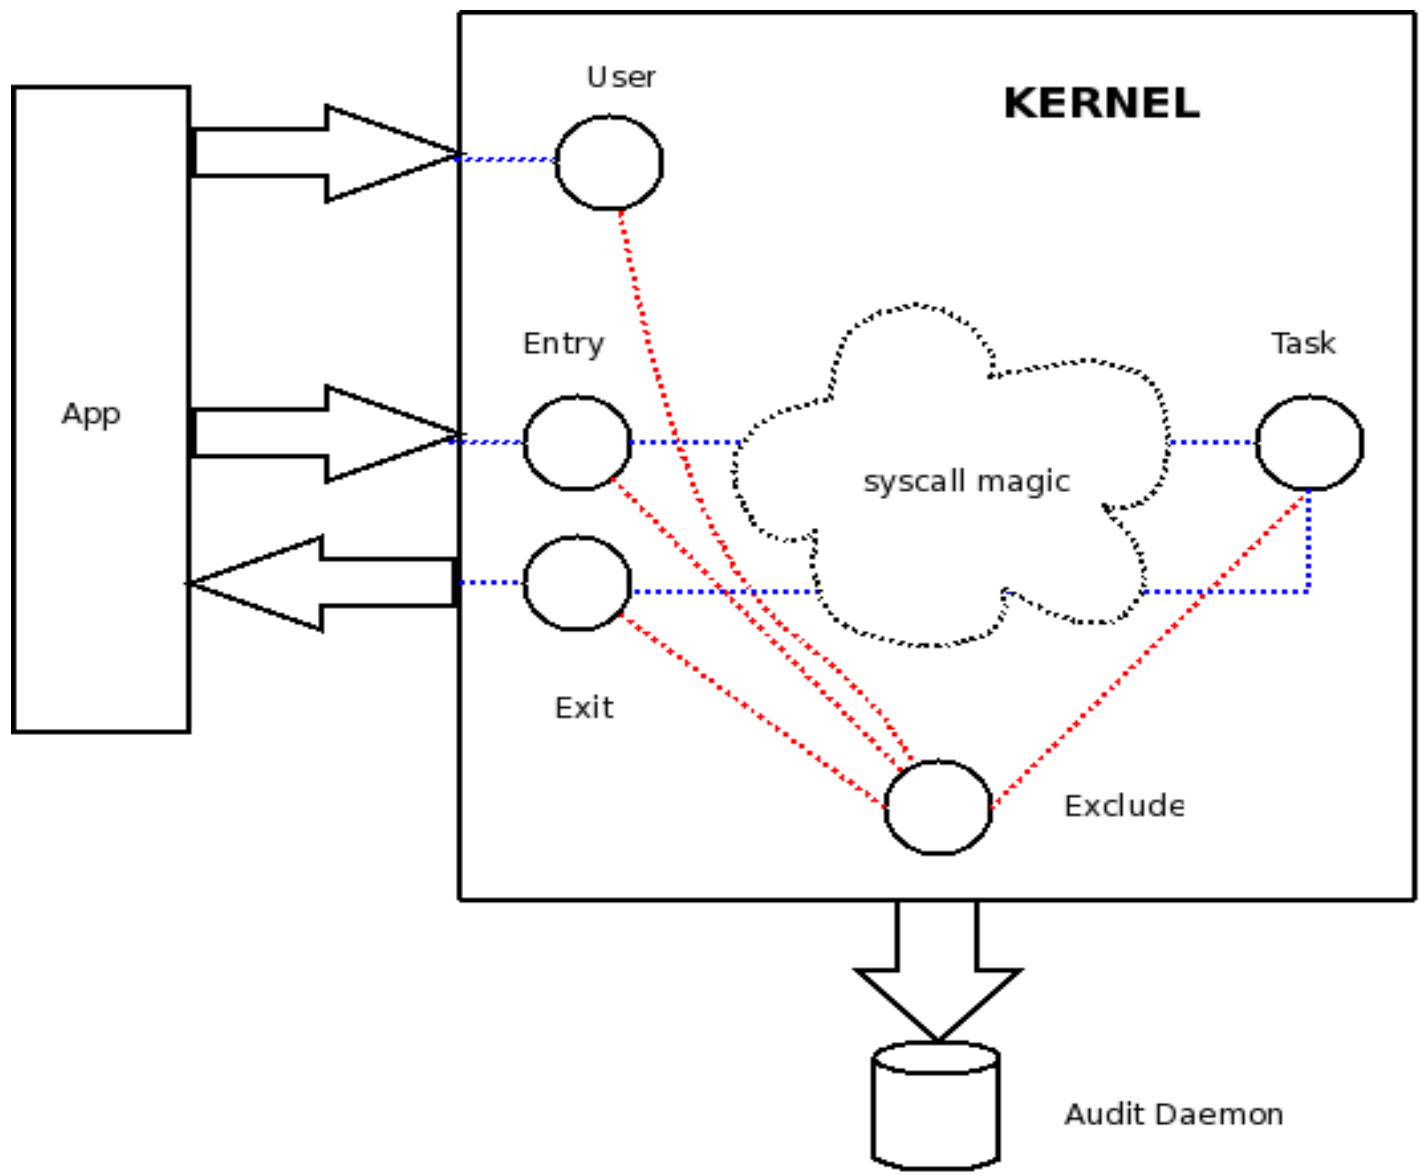 User
KERNEL
Entry
Task
App
syscall magic
Exit
Exclude
Audit Daemon